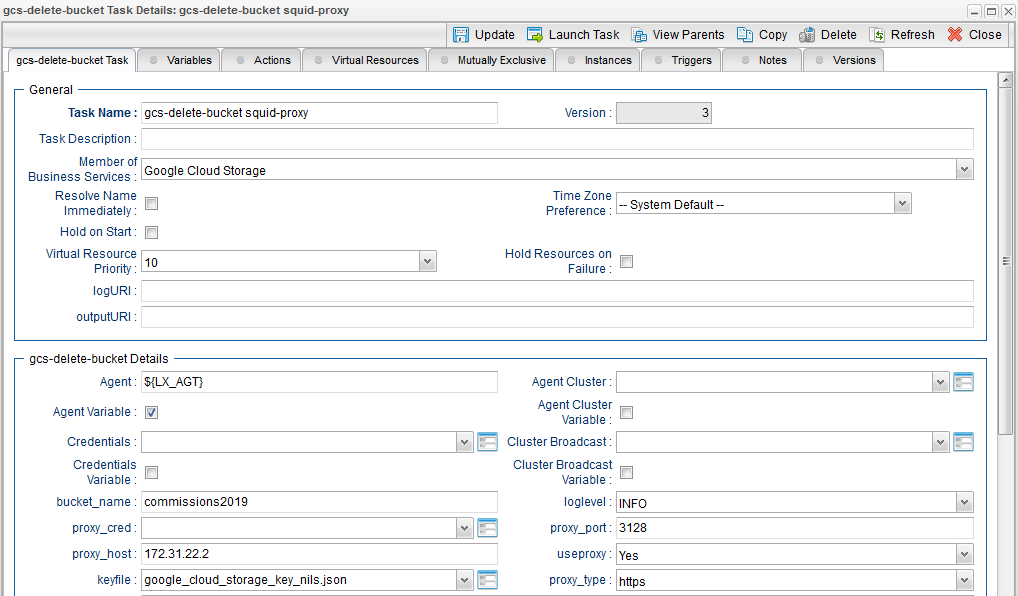 gcs-delete-bucket Task Details: gcs-delete-bucket squid-proxy
Update Launch Task View Parents Copy Delete Refresh Close
gcs-delete-bucket Task Variables Actions Virtual Resources Mutually Exclusive Instances Triggers Notes Versions
General
Task Name : gcs-delete-bucket squid-proxy Version : 3
Task Description :
Member of
Business Services : Google Cloud Storage
Resolve Name
Immediately :
Time Zone
Preference : -- System Default --
Hold on Start :
Virtual Resource
Priority : 10
Hold Resources on
Failure :
logURI :
outputURI :
gcs-delete-bucket Details
Agent : ${LX_AGT} Agent Cluster :
Agent Variable :
Agent Cluster
Variable :
Credentials : Cluster Broadcast :
Credentials
Variable :
Cluster Broadcast
Variable :
bucket_name : commissions2019 loglevel : INFO
proxy_cred : proxy_port : 3128
proxy_host : 172.31.22.2 useproxy : Yes
keyfile : google_cloud_storage_key_nils.json proxy_type : https